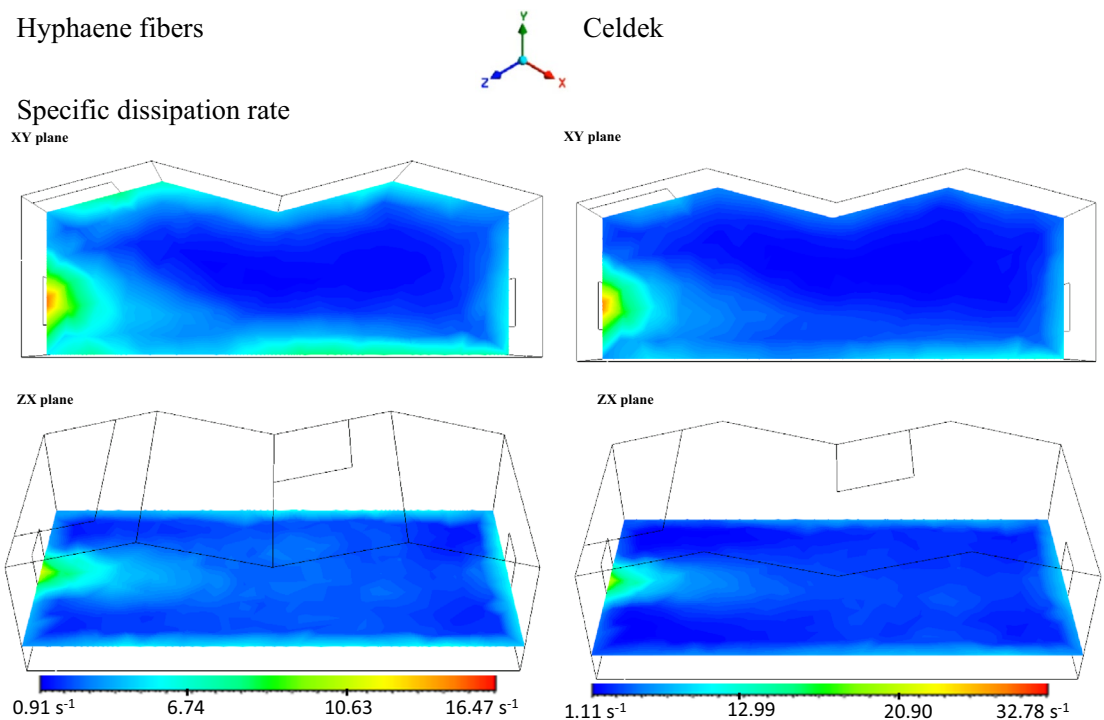 Hyphaene fibers
Y
Z
X
Celdek
Specific dissipation rate
XY plane
XY plane
ZX plane
ZX plane
0.91 s⁻¹ 6.74 10.63 16.47 s⁻¹
1.11 s⁻¹ 12.99 20.90 32.78 s⁻¹